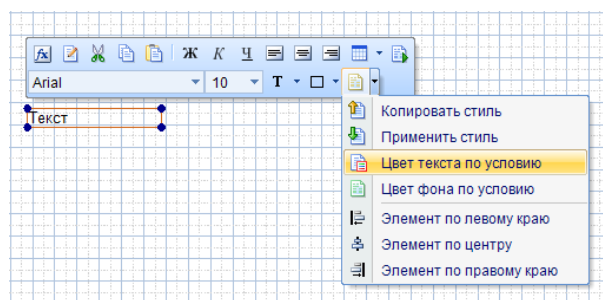 Ж К Ч
Arial 10 Т
Текст
Копировать стиль
Применить стиль
Цвет текста по условию
Цвет фона по условию
Элемент по левому краю
Элемент по центру
Элемент по правому краю